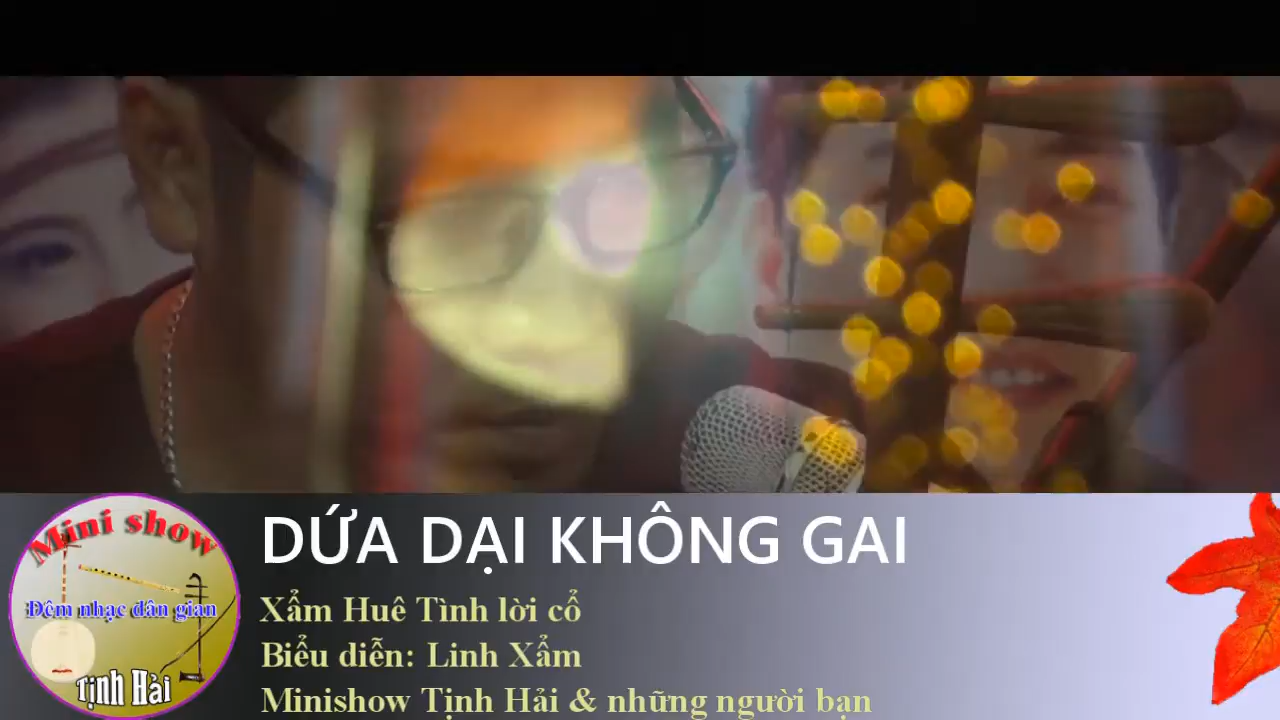 DỨA DẠI KHÔNG GAI
Xẩm Huê Tình lời cổ
Biểu diễn: Linh Xẩm
Minishow Tịnh Hải & những người bạn
Mini show
Đêm nhạc dân gian
Tịnh Hải